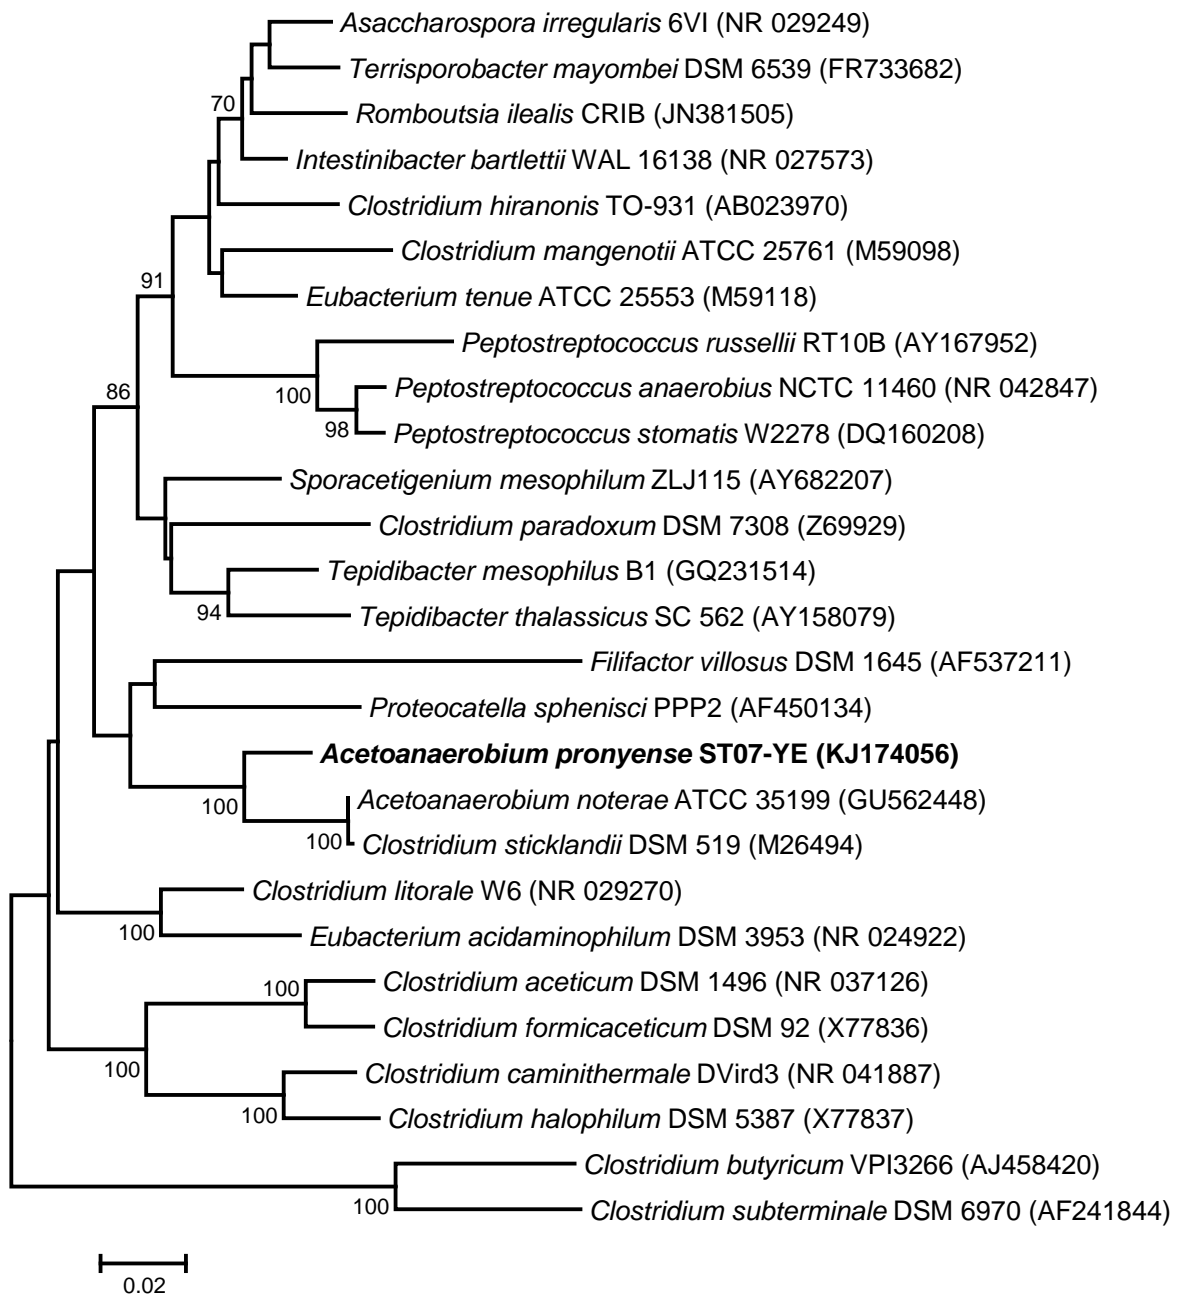 Asaccharospora irregularis 6VI (NR 029249)
Terrisporobacter mayombei DSM 6539 (FR733682)
70
Romboutsia ilealis CRIB (JN381505)
Intestinibacter bartlettii WAL 16138 (NR 027573)
Clostridium hiranonis TO-931 (AB023970)
Clostridium mangenotii ATCC 25761 (M59098)
91
Eubacterium tenue ATCC 25553 (M59118)
Peptostreptococcus russellii RT10B (AY167952)
86
100
Peptostreptococcus anaerobius NCTC 11460 (NR 042847)
98
Peptostreptococcus stomatis W2278 (DQ160208)
Sporacetigenium mesophilum ZLJ115 (AY682207)
Clostridium paradoxum DSM 7308 (Z69929)
Tepidibacter mesophilus B1 (GQ231514)
94
Tepidibacter thalassicus SC 562 (AY158079)
Filifactor villosus DSM 1645 (AF537211)
Proteocatella sphenisci PPP2 (AF450134)
Acetoanaerobium pronyense ST07-YE (KJ174056)
100
Acetoanaerobium noterae ATCC 35199 (GU562448)
100
Clostridium sticklandii DSM 519 (M26494)
Clostridium litorale W6 (NR 029270)
100
Eubacterium acidaminophilum DSM 3953 (NR 024922)
100
Clostridium aceticum DSM 1496 (NR 037126)
Clostridium formicaceticum DSM 92 (X77836)
100
Clostridium caminithermale DVird3 (NR 041887)
100
Clostridium halophilum DSM 5387 (X77837)
Clostridium butyricum VPI3266 (AJ458420)
100
Clostridium subterminale DSM 6970 (AF241844)
0.02